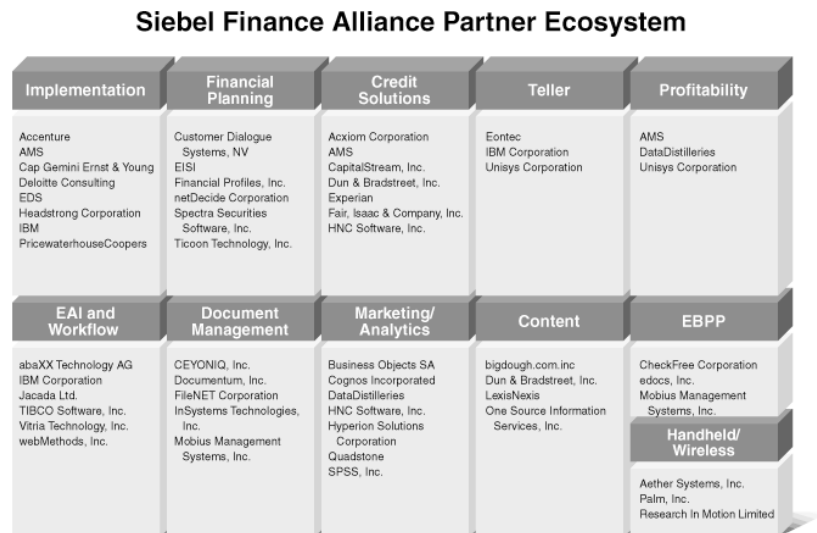 Siebel Finance Alliance Partner Ecosystem
Implementation
Accenture
AMS
Cap Gemini Ernst & Young
Deloitte Consulting
EDS
Headstrong Corporation
IBM
PricewaterhouseCoopers
Financial
Planning
Customer Dialogue
Systems, NV
EISI
Financial Profiles, Inc.
netDecide Corporation
Spectra Securities
Software, Inc.
Ticoon Technology, Inc.
Credit
Solutions
Acxiom Corporation
AMS
CapitalStream, Inc.
Dun & Bradstreet, Inc.
Experian
Fair, Isaac & Company, Inc.
HNC Software, Inc.
Teller
Eontec
IBM Corporation
Unisys Corporation
Profitability
AMS
DataDistilleries
Unisys Corporation
EAI and
Workflow
abaXX Technology AG
IBM Corporation
Jacada Ltd.
TIBCO Software, Inc.
Vitria Technology, Inc.
webMethods, Inc.
Document
Management
CEYONIQ, Inc.
Documentum, Inc.
FileNET Corporation
InSystems Technologies,
Inc.
Mobius Management
Systems, Inc.
Marketing/
Analytics
Business Objects SA
Cognos Incorporated
DataDistilleries
HNC Software, Inc.
Hyperion Solutions
Corporation
Quadstone
SPSS, Inc.
Content
bigdough.com.inc
Dun & Bradstreet, Inc.
LexisNexis
One Source Information
Services, Inc.
EBPP
CheckFree Corporation
edocs, Inc.
Mobius Management
Systems, Inc.
Handheld/
Wireless
Aether Systems, Inc.
Palm, Inc.
Research In Motion Limited